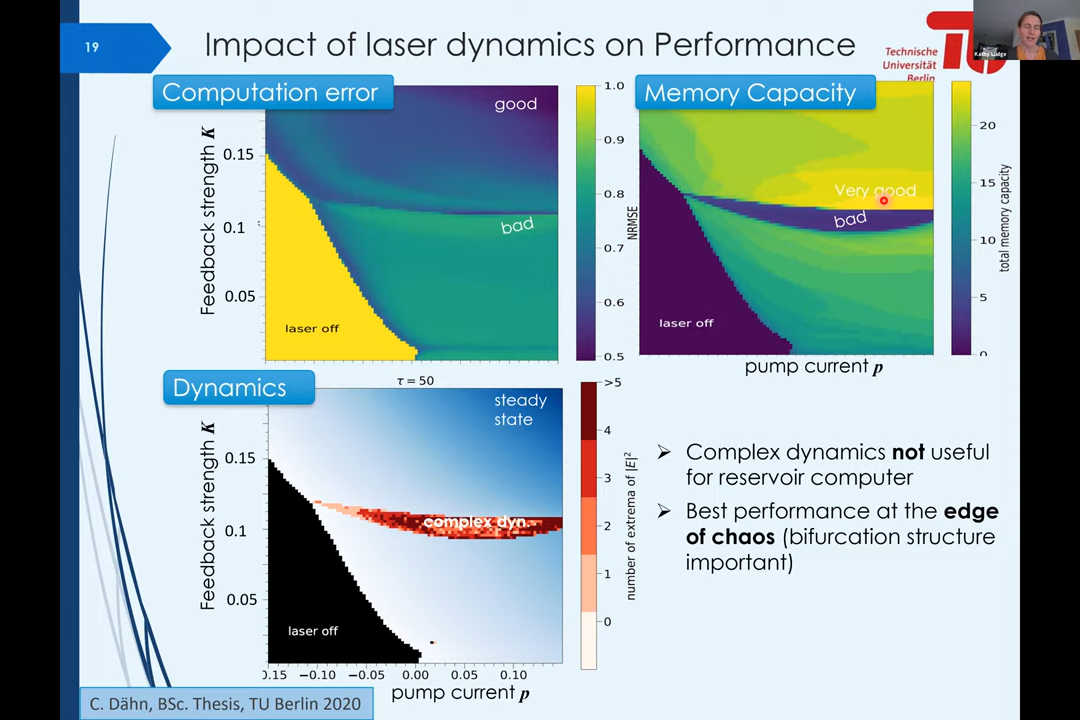 19
Impact of laser dynamics on Performance
Technische
Universität
Berlin
Kathy Lüdge
Computation error
Feedback strength K
0.15
0.1
0.05
good
bad
laser off
1.0
0.9
0.8
0.7
0.6
0.5
NRMSE
Memory Capacity
Very good
bad
laser off
20
15
10
5
0
total memory capacity
pump current p
Dynamics
τ = 50
Feedback strength K
0.15
0.1
0.05
steady
state
complex dyn.
laser off
0.15 −0.10 −0.05 0.00 0.05 0.10
pump current p
>5
4
3
2
1
0
number of extrema of |E|²
➢ Complex dynamics not useful
for reservoir computer
➢ Best performance at the edge
of chaos (bifurcation structure
important)
C. Dähn, BSc. Thesis, TU Berlin 2020